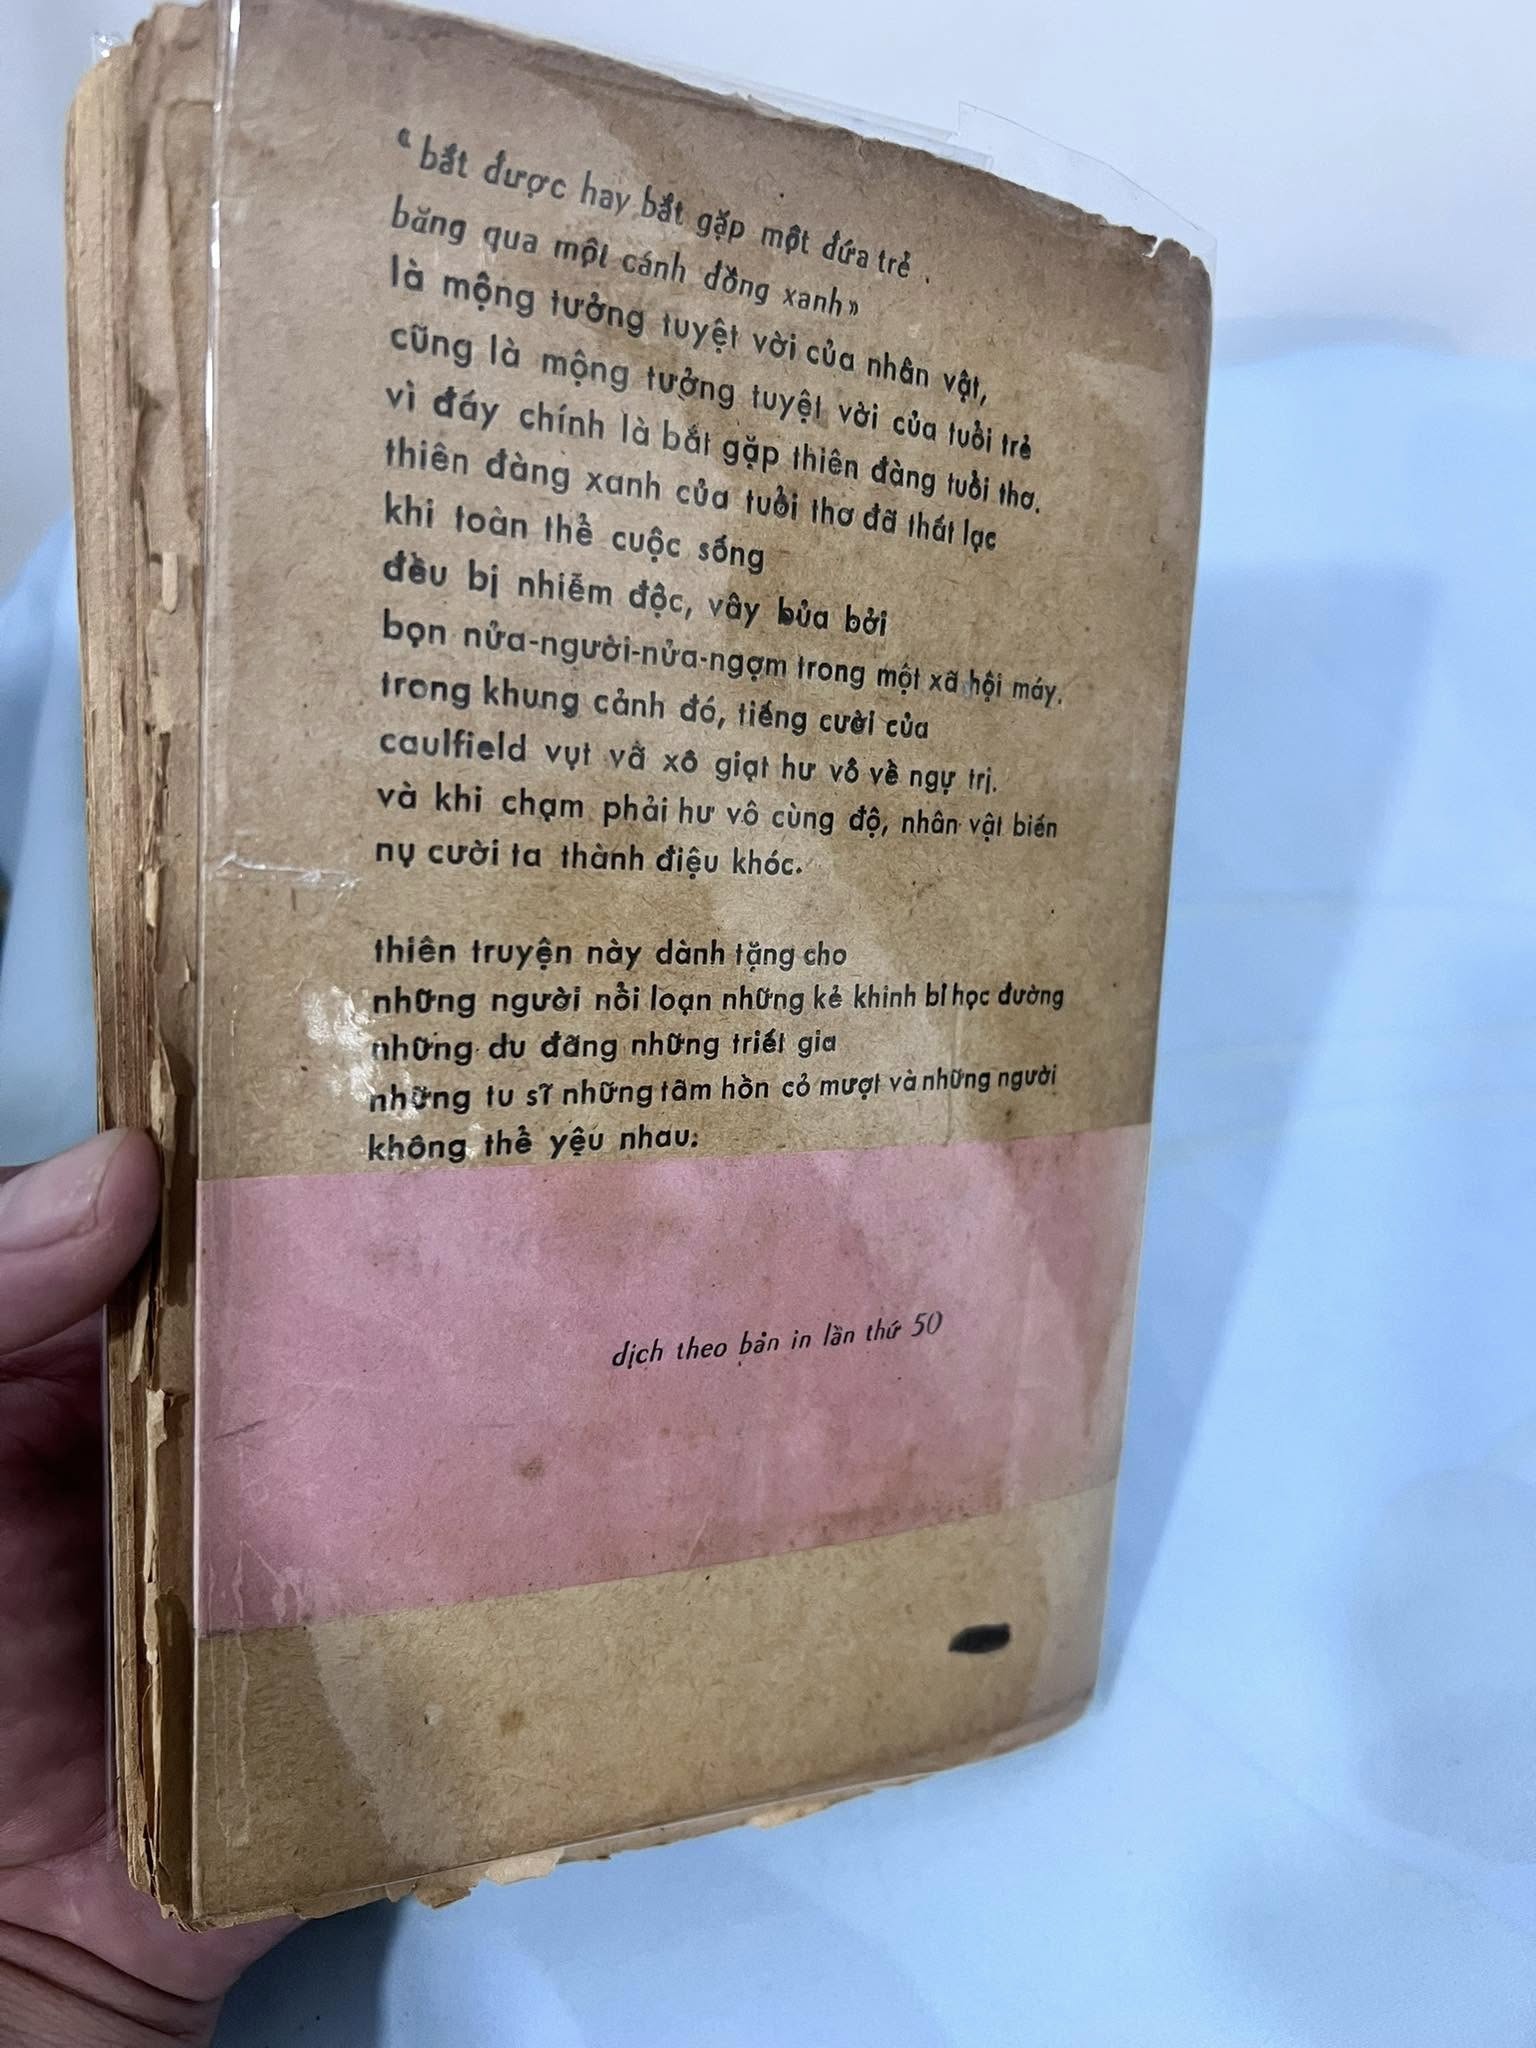 “bắt được hay bắt gặp một đứa trẻ.
băng qua một cánh đồng xanh»
là mộng tưởng tuyệt vời của nhân vật,
cũng là mộng tưởng tuyệt vời của tuổi trẻ
vì đấy chính là bắt gặp thiên đàng tuổi thơ.
thiên đàng xanh của tuổi thơ đã thất lạc
khi toàn thể cuộc sống
đều bị nhiễm độc, vây bủa bởi
bọn nửa-người-nửa-ngợm trong một xã hội máy.
trong khung cảnh đó, tiếng cười của
caulfield vụt vã xô giạt hư vô về ngự trị.
và khi chạm phải hư vô cùng độ, nhân vật biến
nụ cười ta thành điệu khóc.
thiên truyện này dành tặng cho
những người nổi loạn những kẻ khinh bỉ học đường
những du đãng những triết gia
những tu sĩ những tâm hồn cỏ mượt và những người
không thể yêu nhau.
dịch theo bản in lần thứ 50